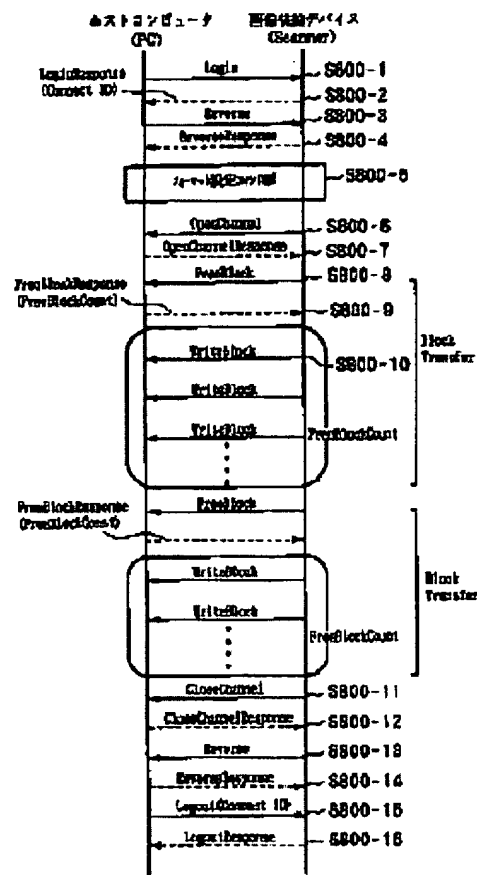 ホストコンピュータ
(PC)
画像供給デバイス
(Scanner)
Login
S800-1
LoginResponse
(Connect ID)
S800-2
Reverse
S800-3
ReverseResponse
S800-4
S800-5
OpenChannel
S800-6
OpenChannelResponse
S800-7
FreeBlock
S800-8
FreeBlockResponse
(FreeBlockCount)
S800-9
Block
Transfer
WriteBlock
S800-10
WriteBlock
WriteBlock
FreeBlockCount
FreeBlock
FreeBlockResponse
(FreeBlockCount)
WriteBlock
Block
Transfer
WriteBlock
FreeBlockCount
CloseChannel
S800-11
CloseChannelResponse
S800-12
Reverse
S800-13
ReverseResponse
S800-14
Logout(Connect ID)
S800-15
LogoutResponse
S800-16